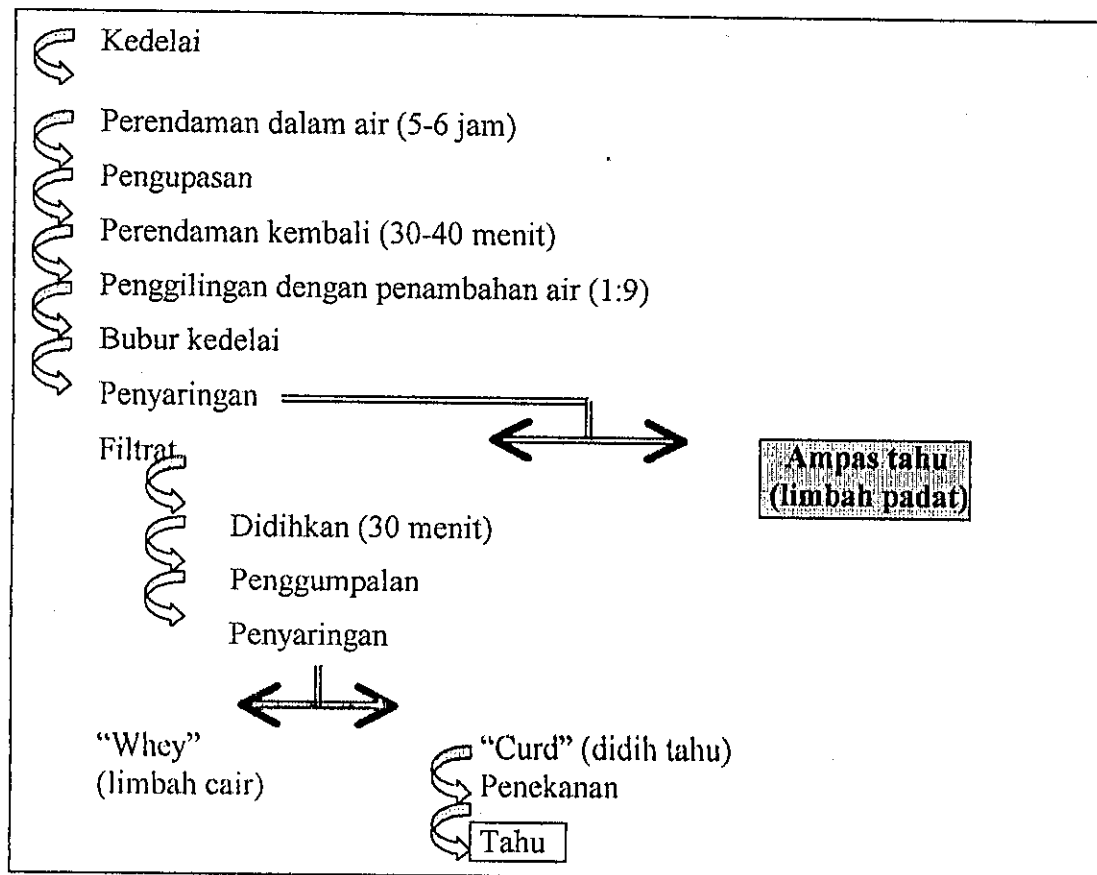 Kedelai
Perendaman dalam air (5-6 jam)
Pengupasan
Perendaman kembali (30-40 menit)
Penggilingan dengan penambahan air (1:9)
Bubur kedelai
Penyaringan
Filtrat
Ampas tahu
(limbah padat)
Didihkan (30 menit)
Penggumpalan
Penyaringan
“Whey”
(limbah cair)
“Curd” (didih tahu)
Penekanan
Tahu